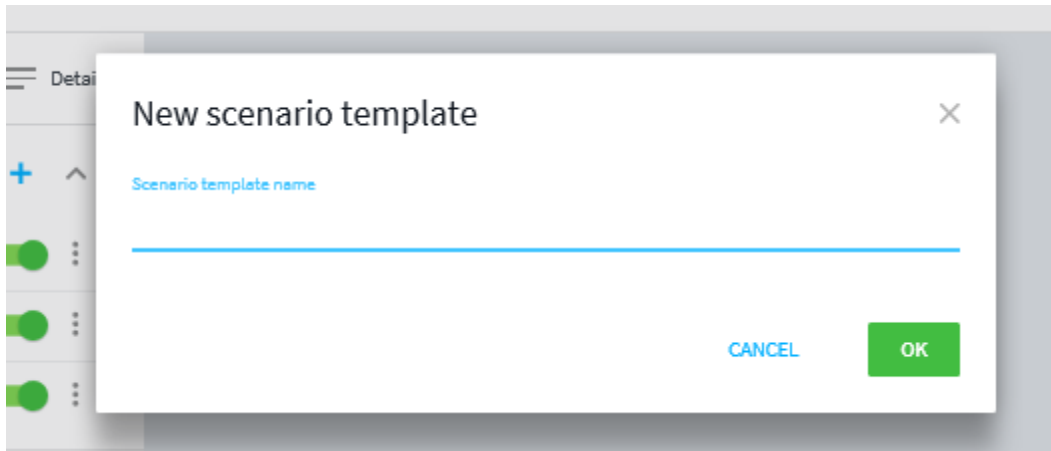 Detai
New scenario template
Scenario template name
CANCEL
OK